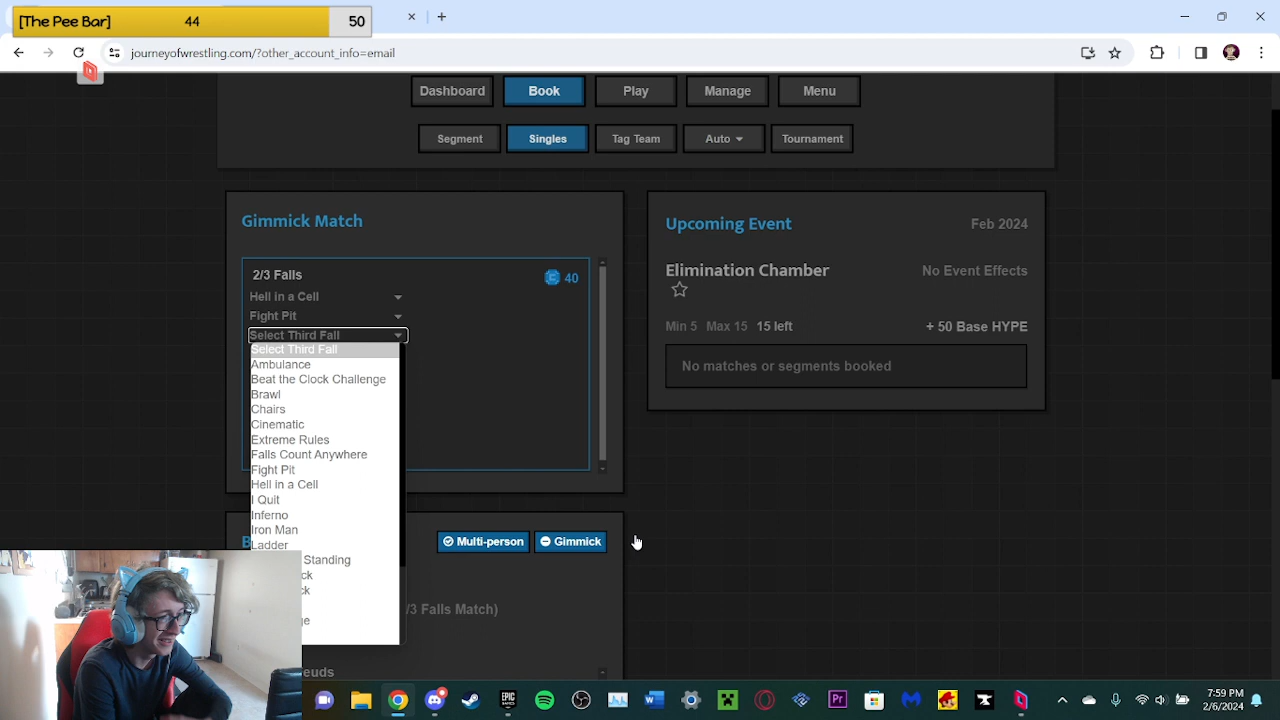 [The Pee Bar] 44 50
journeyofwrestling.com/?other_account_info=email
Dashboard Book Play Manage Menu
Segment Singles Tag Team Auto Tournament
Gimmick Match
2/3 Falls 40
Hell in a Cell
Fight Pit
Select Third Fall
Select Third Fall
Ambulance
Beat the Clock Challenge
Brawl
Chairs
Cinematic
Extreme Rules
Falls Count Anywhere
Fight Pit
Hell in a Cell
I Quit
Inferno
Iron Man
Ladder
Standing
Multi-person Gimmick
/3 Falls Match)
euds
Upcoming Event Feb 2024
Elimination Chamber No Event Effects
Min 5 Max 15 15 left + 50 Base HYPE
No matches or segments booked
EPIC
GAMES
W
Pr
7:59 PM
2/6/2024